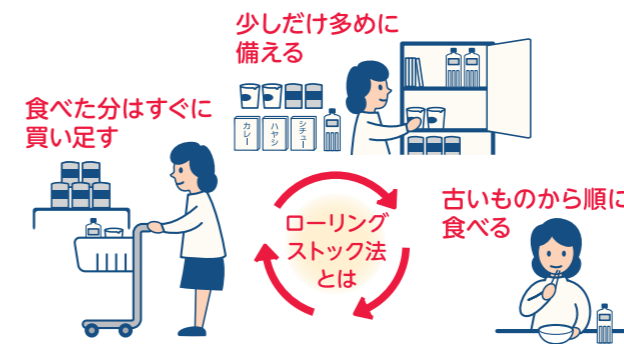 少しだけ多めに
備える
カレー
ハヤシ
シチュー
食べた分はすぐに
買い足す
ローリング
ストック法
とは
古いものから順に
食べる